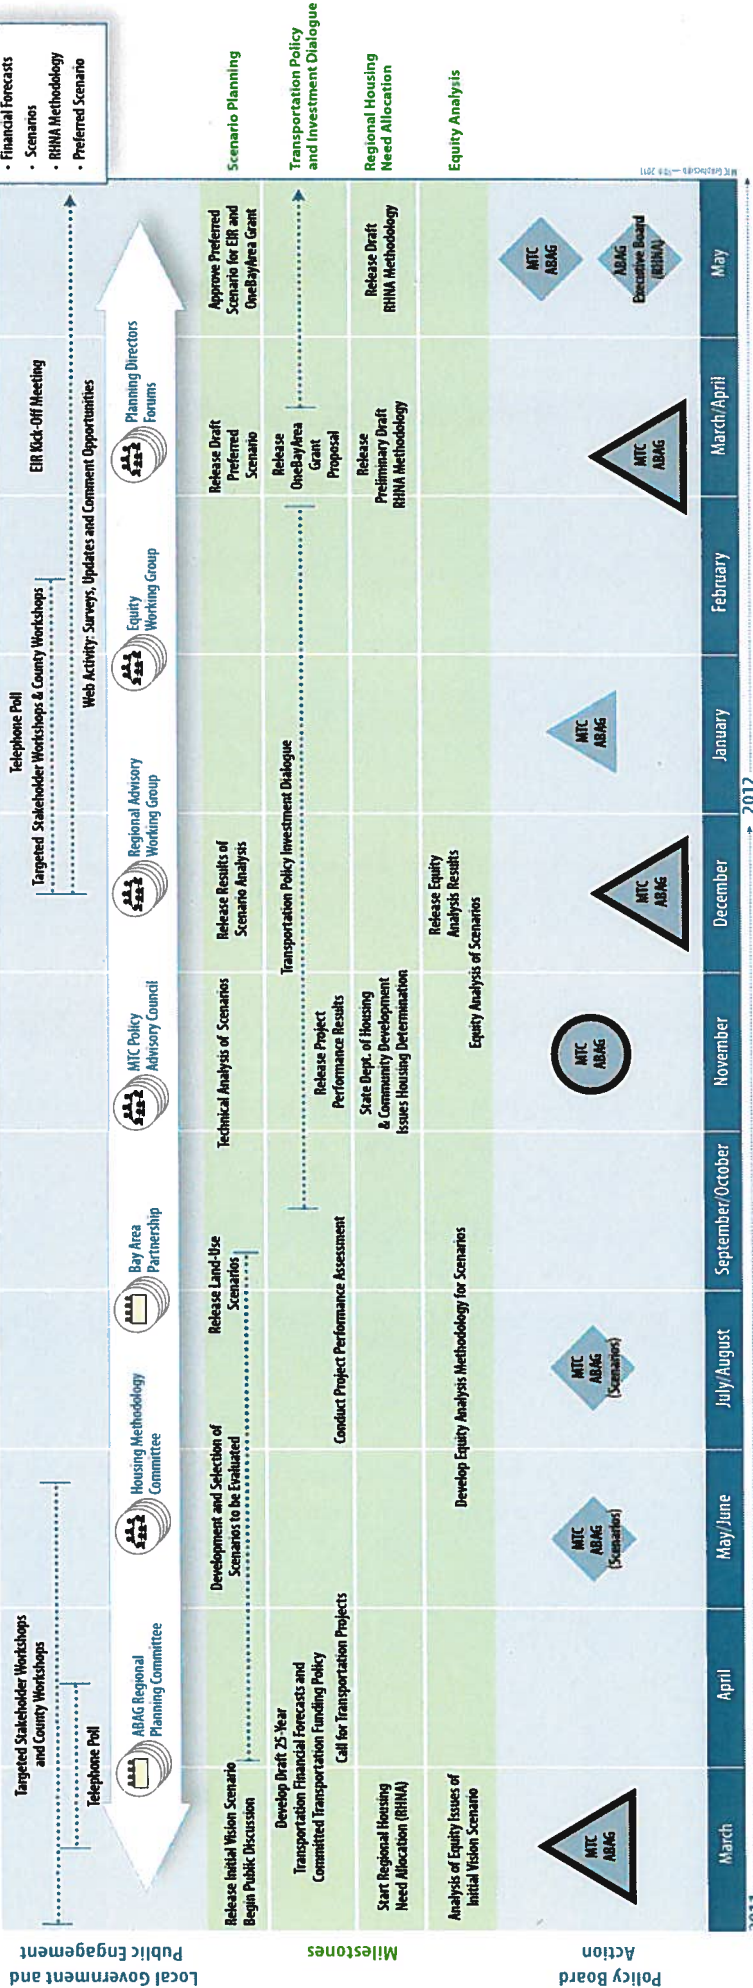 • Financial Forecasts
• Scenarios
• RHNA Methodology
• Preferred Scenario
Local Government and
Public Engagement
Targeted Stakeholder Workshops
and County Workshops
Telephone Poll
Telephone Poll
Targeted Stakeholder Workshops & County Workshops
EIR Kick-Off Meeting
Web Activity: Surveys, Updates and Comment Opportunities
ABAG Regional
Planning Committee
Housing Methodology
Committee
Bay Area
Partnership
MTC Policy
Advisory Council
Regional Advisory
Working Group
Equity
Working Group
Planning Directors
Forums
Milestones
Release Initial Vision Scenario
Begin Public Discussion
Development and Selection of
Scenarios to be Evaluated
Release Land-Use
Scenarios
Technical Analysis of Scenarios
Release Results of
Scenario Analysis
Release Draft
Preferred
Scenario
Approve Preferred
Scenario for EIR and
OneBayArea Grant
Scenario Planning
Develop Draft 25-Year
Transportation Financial Forecasts and
Committed Transportation Funding Policy
Call for Transportation Projects
Conduct Project Performance Assessment
Transportation Policy Investment Dialogue
Release Project
Performance Results
Release
OneBayArea
Grant
Proposal
Transportation Policy
and Investment Dialogue
Start Regional Housing
Need Allocation (RHNA)
State Dept. of Housing
& Community Development
Issues Housing Determination
Release
Preliminary Draft
RHNA Methodology
Release Draft
RHNA Methodology
Regional Housing
Need Allocation
Analysis of Equity Issues of
Initial Vision Scenario
Develop Equity Analysis Methodology for Scenarios
Release Equity
Analysis Results
Equity Analysis of Scenarios
Equity Analysis
Policy Board
Action
MTC
ABAG
MTC
ABAG
(Scenarios)
MTC
ABAG
(Scenarios)
MTC
ABAG
MTC
ABAG
MTC
ABAG
MTC
ABAG
MTC
ABAG
ABAG
Executive Board
(RHNA)
March
April
May/June
July/August
September/October
November
December
January
February
March/April
May
2011
2012